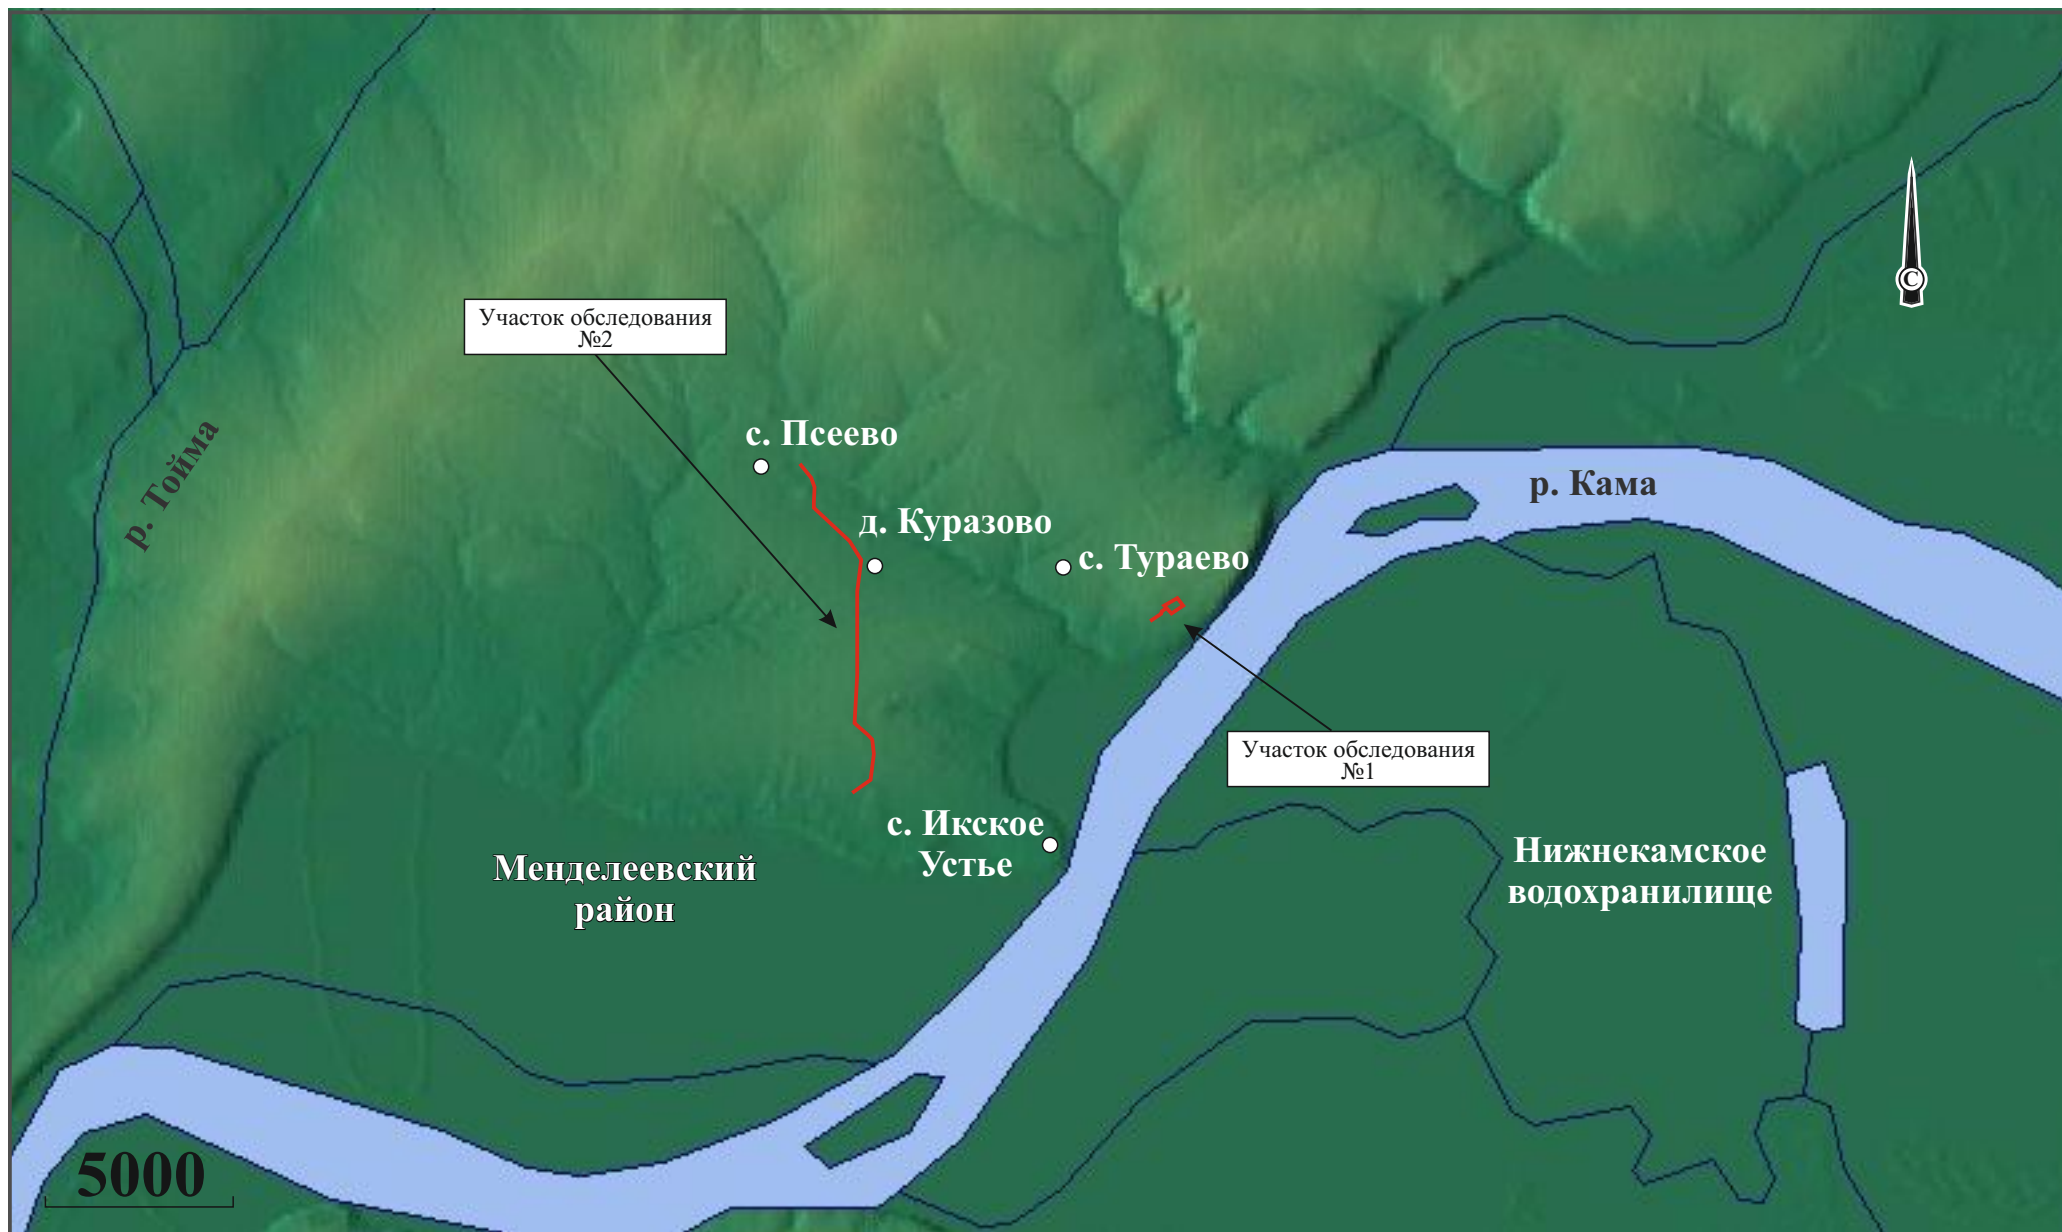 С
Участок обследования
№2
с. Псеево
р. Тойма
р. Кама
д. Куразово
с. Тураево
Участок обследования
№1
с. Икское
Устье
Менделеевский
район
Нижнекамское
водохранилище
5000